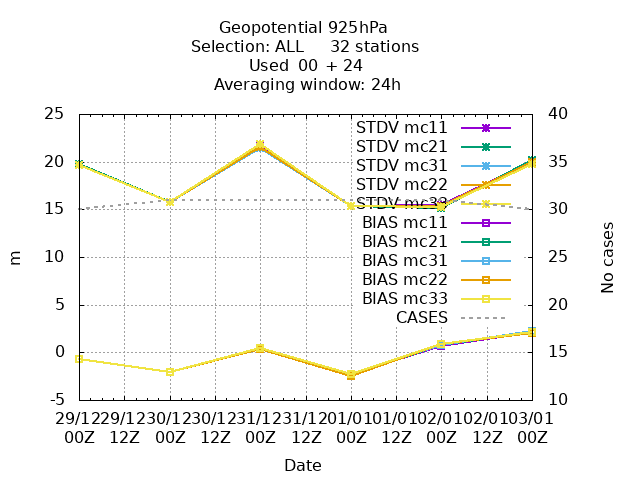 Geopotential 925hPa
Selection: ALL 32 stations
Used 00 + 24
Averaging window: 24h
25 40
STDV mc11
STDV mc21
20 STDV mc31 35
STDV mc22
STDV mc33
15 30
BIAS mc11
BIAS mc21
m 10 BIAS mc31 25 No cases
BIAS mc22
5 BIAS mc33 20
CASES
0 15
-5 10
29/12 29/12 30/12 30/12 31/12 31/12 01/01 01/01 02/01 02/01 03/01
00Z 12Z 00Z 12Z 00Z 12Z 00Z 12Z 00Z 12Z 00Z
Date